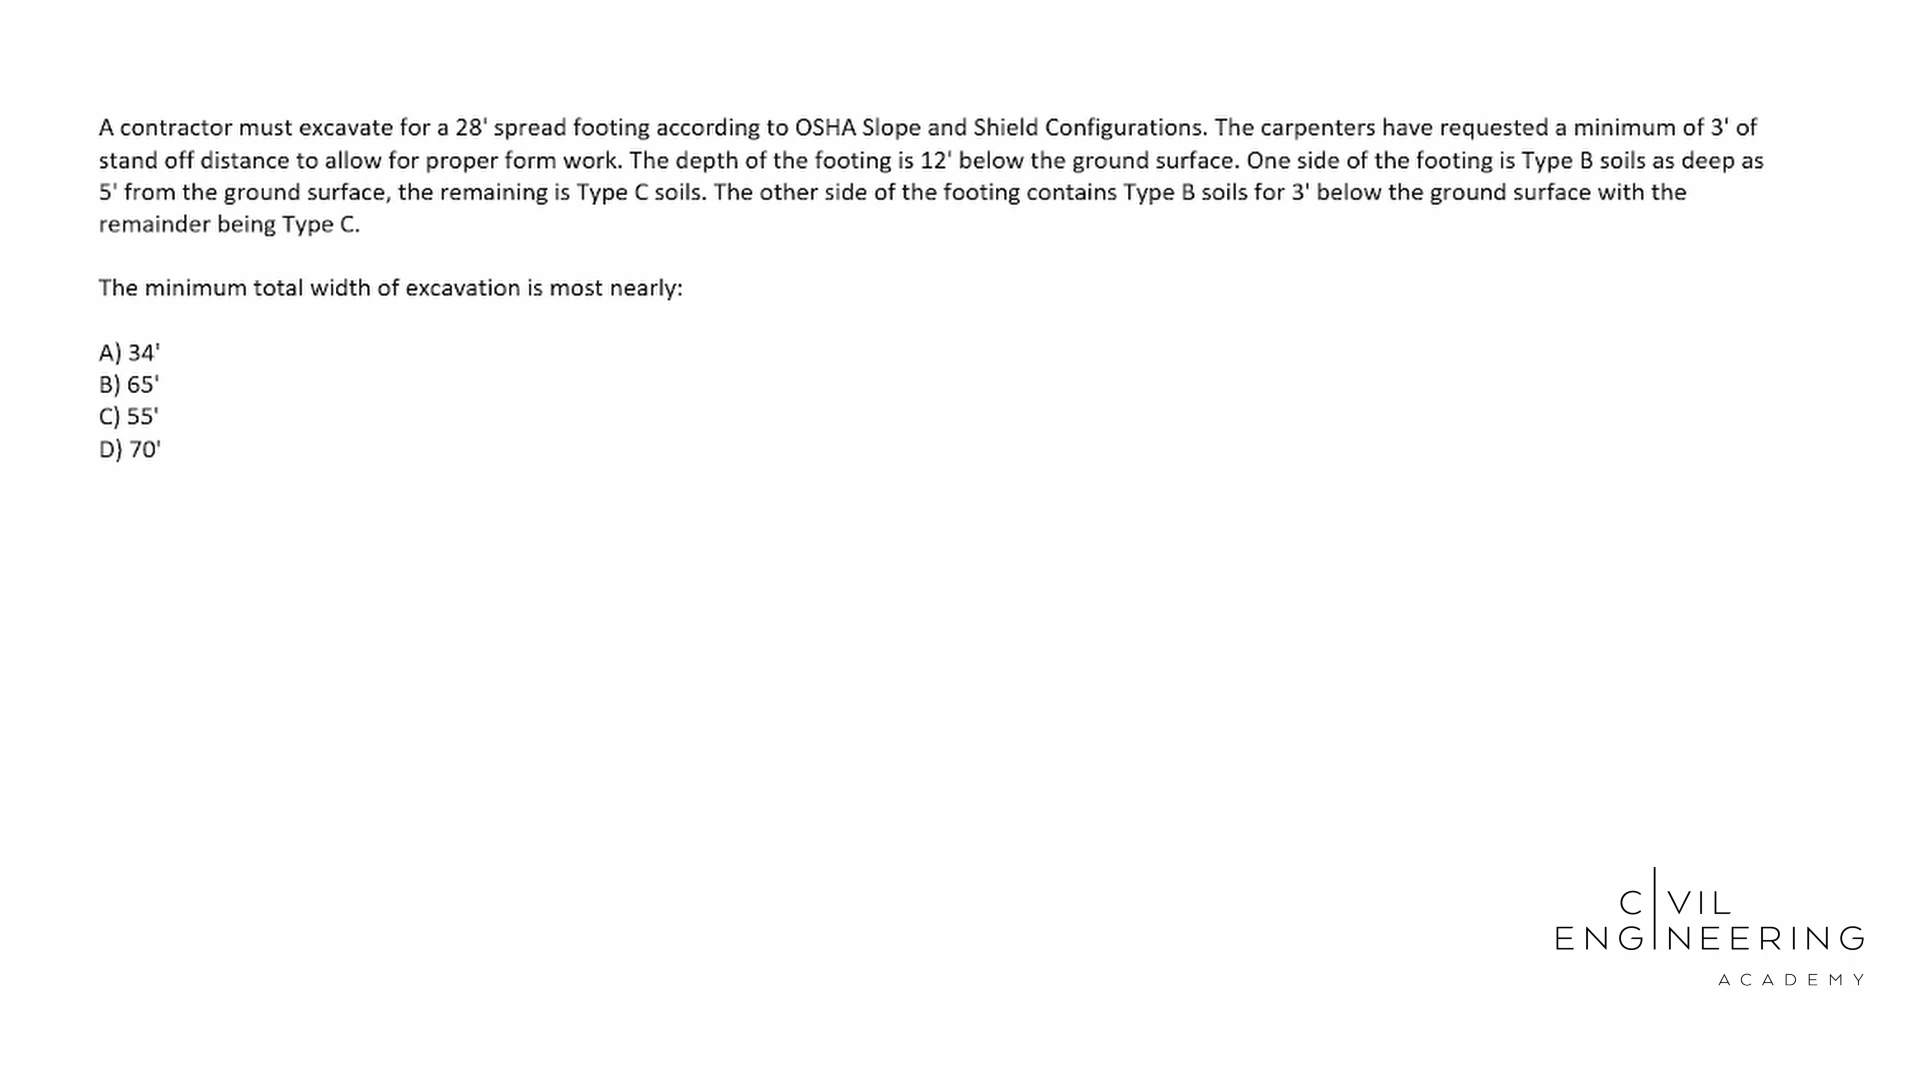 A contractor must excavate for a 28' spread footing according to OSHA Slope and Shield Configurations. The carpenters have requested a minimum of 3' of
stand off distance to allow for proper form work. The depth of the footing is 12' below the ground surface. One side of the footing is Type B soils as deep as
5' from the ground surface, the remaining is Type C soils. The other side of the footing contains Type B soils for 3' below the ground surface with the
remainder being Type C.
The minimum total width of excavation is most nearly:
A) 34'
B) 65'
C) 55'
D) 70'
CIVIL
ENGINEERING
ACADEMY